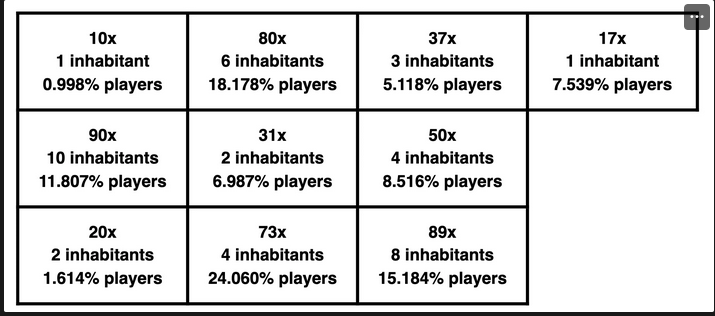 10x
1 inhabitant
0.998% players
80x
6 inhabitants
18.178% players
37x
3 inhabitants
5.118% players
17x
1 inhabitant
7.539% players
90x
10 inhabitants
11.807% players
31x
2 inhabitants
6.987% players
50x
4 inhabitants
8.516% players
20x
2 inhabitants
1.614% players
73x
4 inhabitants
24.060% players
89x
8 inhabitants
15.184% players